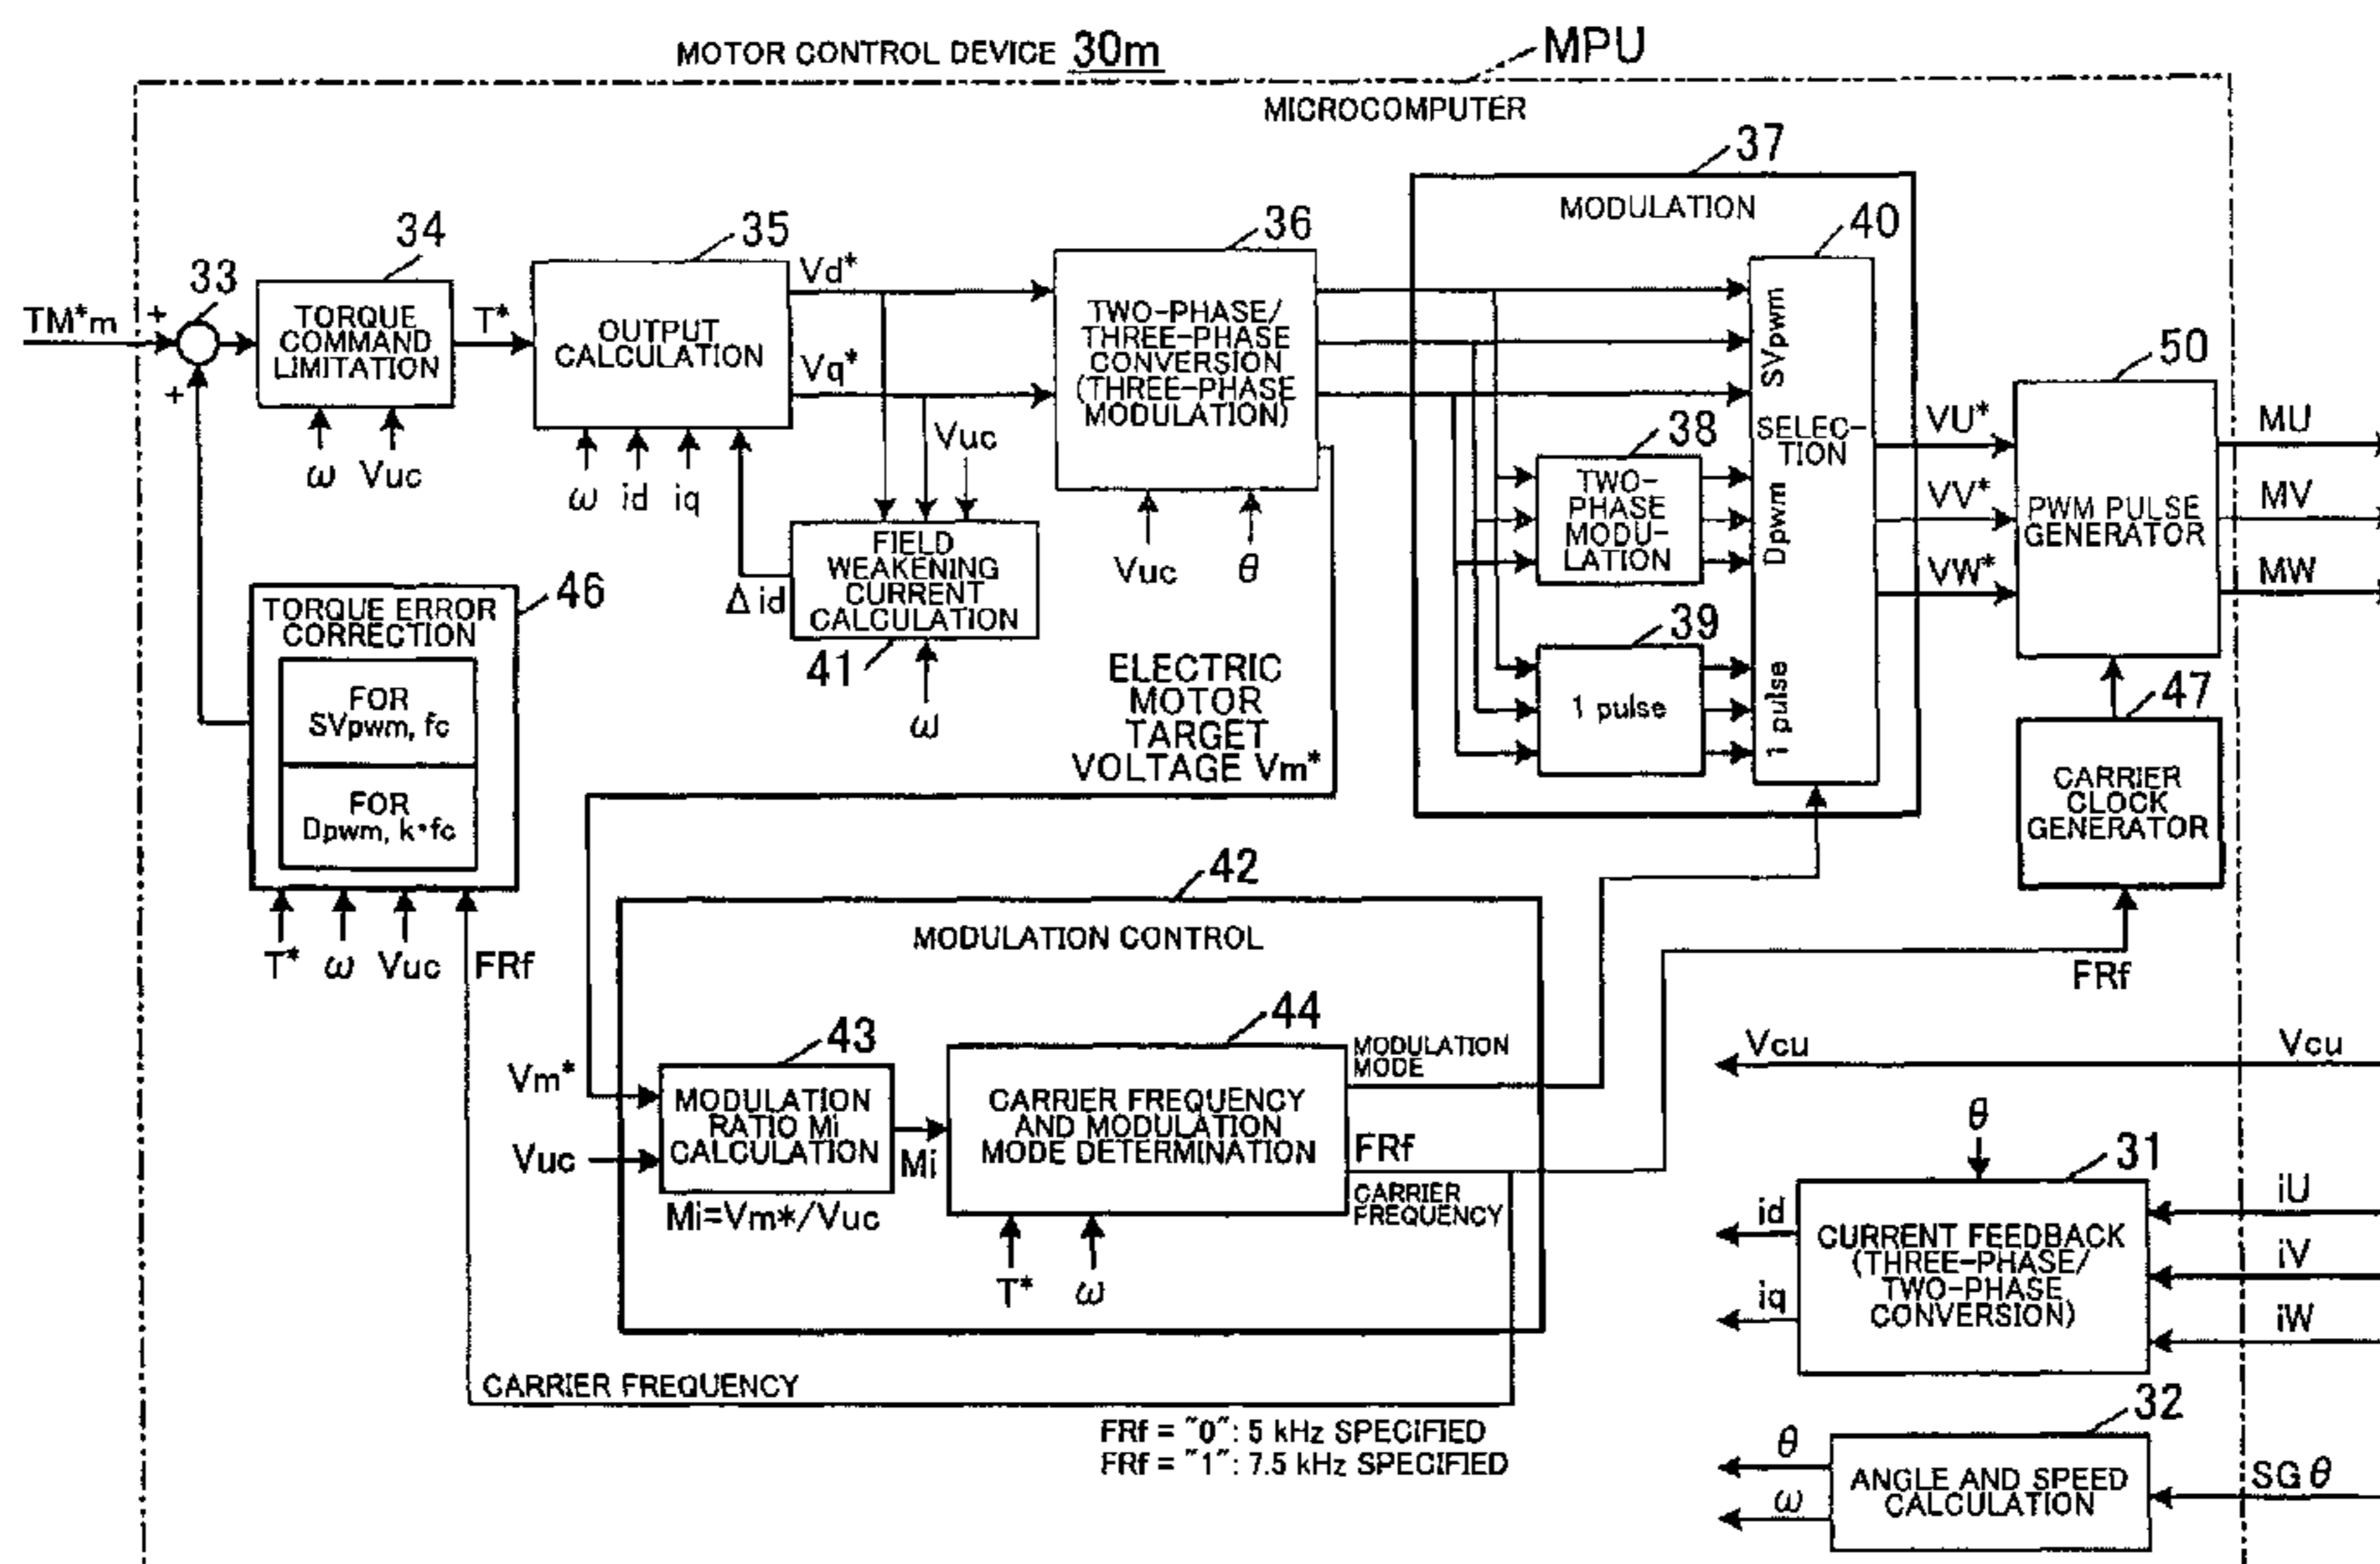 MOTOR CONTROL DEVICE 30m
MPU
MICROCOMPUTER
37
MODULATION
40
33
34
35
36
TM*m
+
+
TORQUE
COMMAND
LIMITATION
T*
ω Vuc
OUTPUT
CALCULATION
Vd*
Vq*
ω id iq
Δid
Vuc
FIELD
WEAKENING
CURRENT
CALCULATION
41
ω
TWO-PHASE/
THREE-PHASE
CONVERSION
(THREE-PHASE
MODULATION)
Vuc θ
ELECTRIC
MOTOR
TARGET
VOLTAGE Vm*
38
TWO-
PHASE
MODU-
LATION
39
1 pulse
SVpwm
SELEC-
TION
Dpwm
1 pulse
VU*
VV*
VW*
50
PWM PULSE
GENERATOR
MU
MV
MW
47
CARRIER
CLOCK
GENERATOR
FRf
46
TORQUE ERROR
CORRECTION
FOR
SVpwm, fc
FOR
Dpwm, k•fc
T* ω Vuc FRf
42
MODULATION CONTROL
43
Vm*
Vuc
MODULATION
RATIO Mi
CALCULATION
Mi=Vm*/Vuc
Mi
44
CARRIER FREQUENCY
AND MODULATION
MODE DETERMINATION
T* ω
MODULATION
MODE
FRf
CARRIER
FREQUENCY
CARRIER FREQUENCY
FRf = "0": 5 kHz SPECIFIED
FRf = "1": 7.5 kHz SPECIFIED
Vcu
Vcu
θ
31
id
iq
CURRENT FEEDBACK
(THREE-PHASE/
TWO-PHASE
CONVERSION)
iU
iV
iW
32
θ
ω
ANGLE AND SPEED
CALCULATION
SGθ